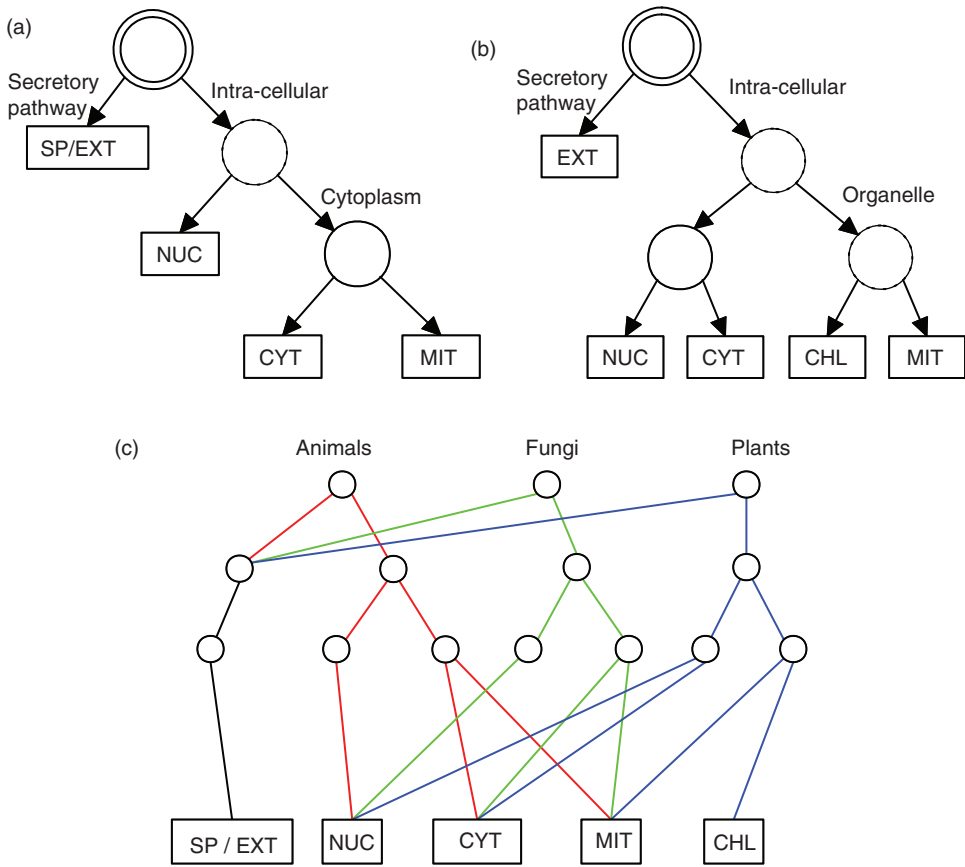 (a)
Secretory
pathway
Intra-cellular
SP/EXT
Cytoplasm
NUC
CYT
MIT
(b)
Secretory
pathway
Intra-cellular
EXT
Organelle
NUC
CYT
CHL
MIT
(c)
Animals
Fungi
Plants
SP / EXT
NUC
CYT
MIT
CHL